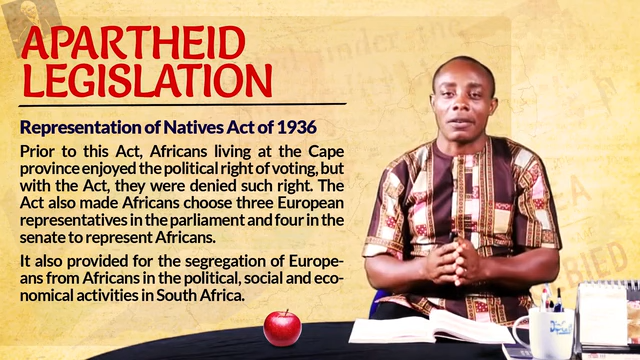 APARTHEID
LEGISLATION
Representation of Natives Act of 1936
Prior to this Act, Africans living at the Cape
province enjoyed the political right of voting, but
with the Act, they were denied such right. The
Act also made Africans choose three European
representatives in the parliament and four in the
senate to represent Africans.
It also provided for the segregation of Europe-
ans from Africans in the political, social and eco-
nomical activities in South Africa.
under the